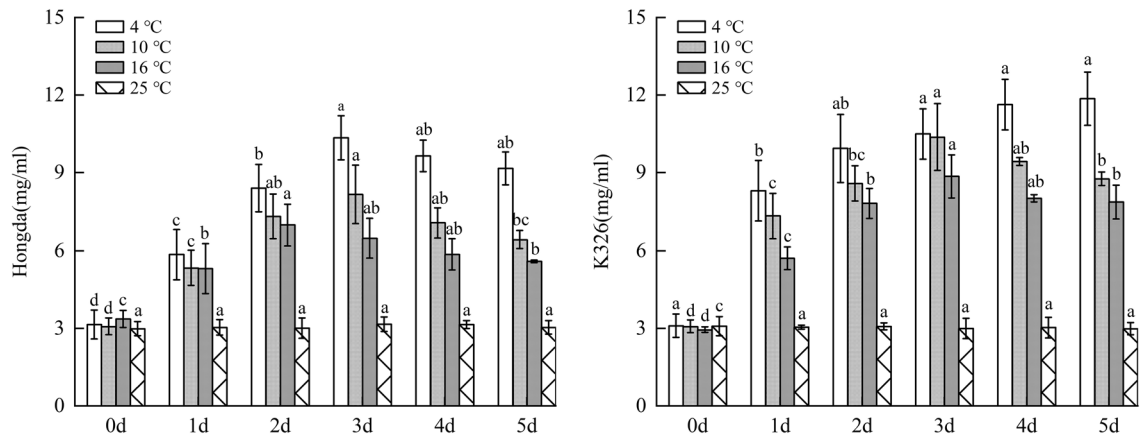 Hongda(mg/ml)
15
12
9
6
3
0
4 °C
10 °C
16 °C
25 °C
d d c a
c c b a
b ab a a
a a ab a
ab ab ab a
ab bc b a
0d 1d 2d 3d 4d 5d
K326(mg/ml)
15
12
9
6
3
0
4 °C
10 °C
16 °C
25 °C
a d d c
b c c a
ab bc b a
a a a a
a ab ab a
a b b a
0d 1d 2d 3d 4d 5d